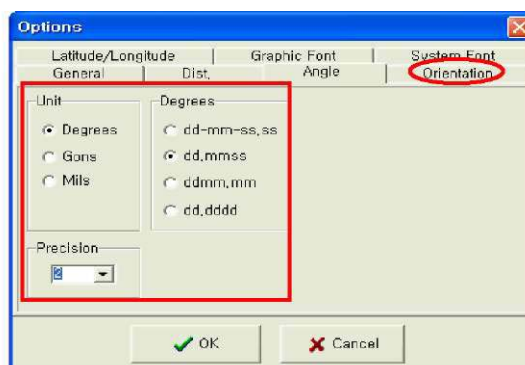 Options
Latitude/Longitude Graphic Font System Font
General Dist. Angle Orientation
Unit Degrees
Degrees dd-mm-ss,ss
Gons dd,mmss
Mils ddmm,mm
dd,dddd
Precision
2
OK Cancel